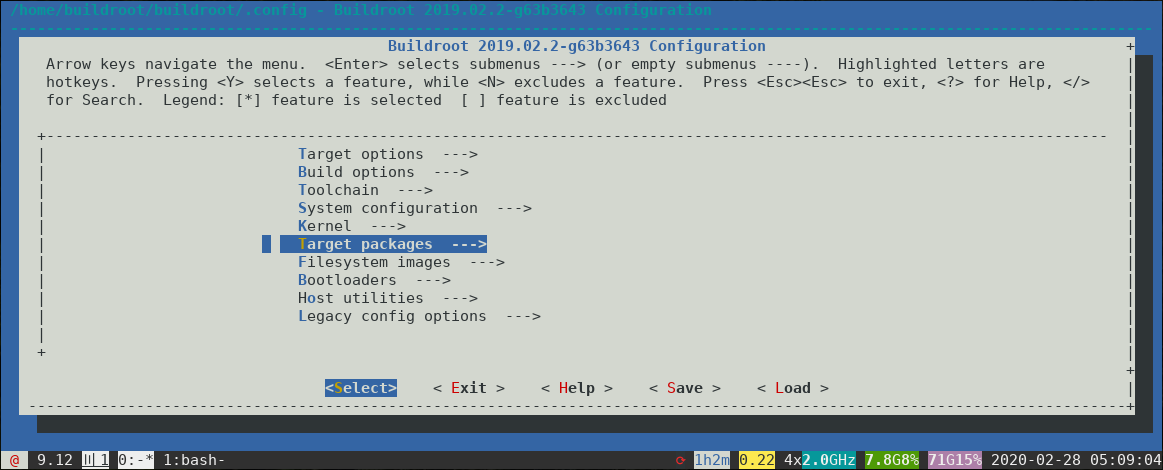 /home/buildroot/buildroot/.config - Buildroot 2019.02.2-g63b3643 Configuration
Buildroot 2019.02.2-g63b3643 Configuration
Arrow keys navigate the menu.  <Enter> selects submenus ---> (or empty submenus ----).  Highlighted letters are
hotkeys.  Pressing <Y> selects a feature, while <N> excludes a feature.  Press <Esc><Esc> to exit, <?> for Help, </>
for Search.  Legend: [*] feature is selected  [ ] feature is excluded
Target options  --->
Build options  --->
Toolchain  --->
System configuration  --->
Kernel  --->
Target packages  --->
Filesystem images  --->
Bootloaders  --->
Host utilities  --->
Legacy config options  --->
<Select>    < Exit >    < Help >    < Save >    < Load >
@ 9.12 1 0:-* 1:bash- 1h2m 0.22 4x2.0GHz 7.8G8% 71G15% 2020-02-28 05:09:04